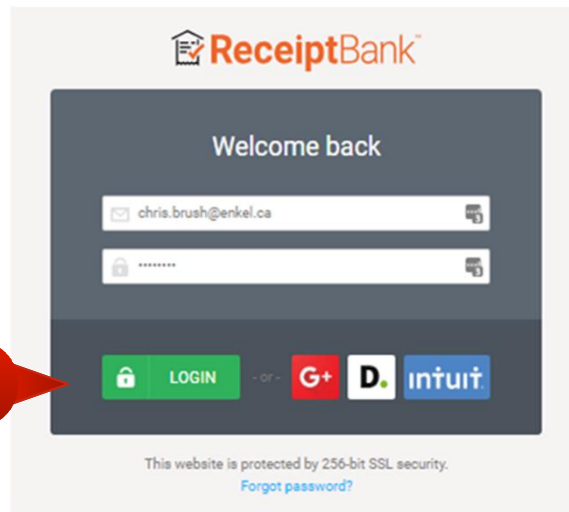 ReceiptBank™
Welcome back
chris.brush@enkel.ca
••••••••
LOGIN
- or -
G+
D.
intuit.
This website is protected by 256-bit SSL security.
Forgot password?